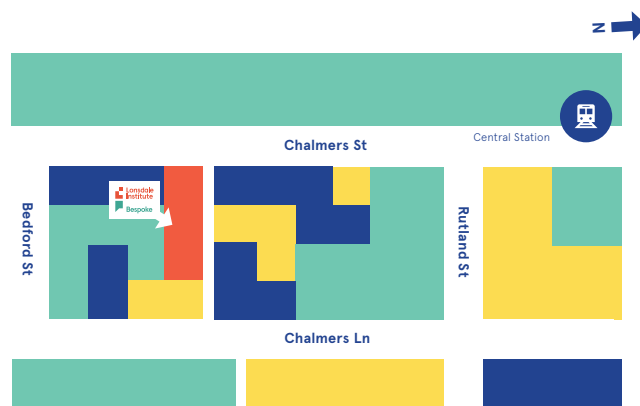 N
Central Station
Chalmers St
Lonsdale
Institute
Bespoke
Bedford St
Rutland St
Chalmers Ln